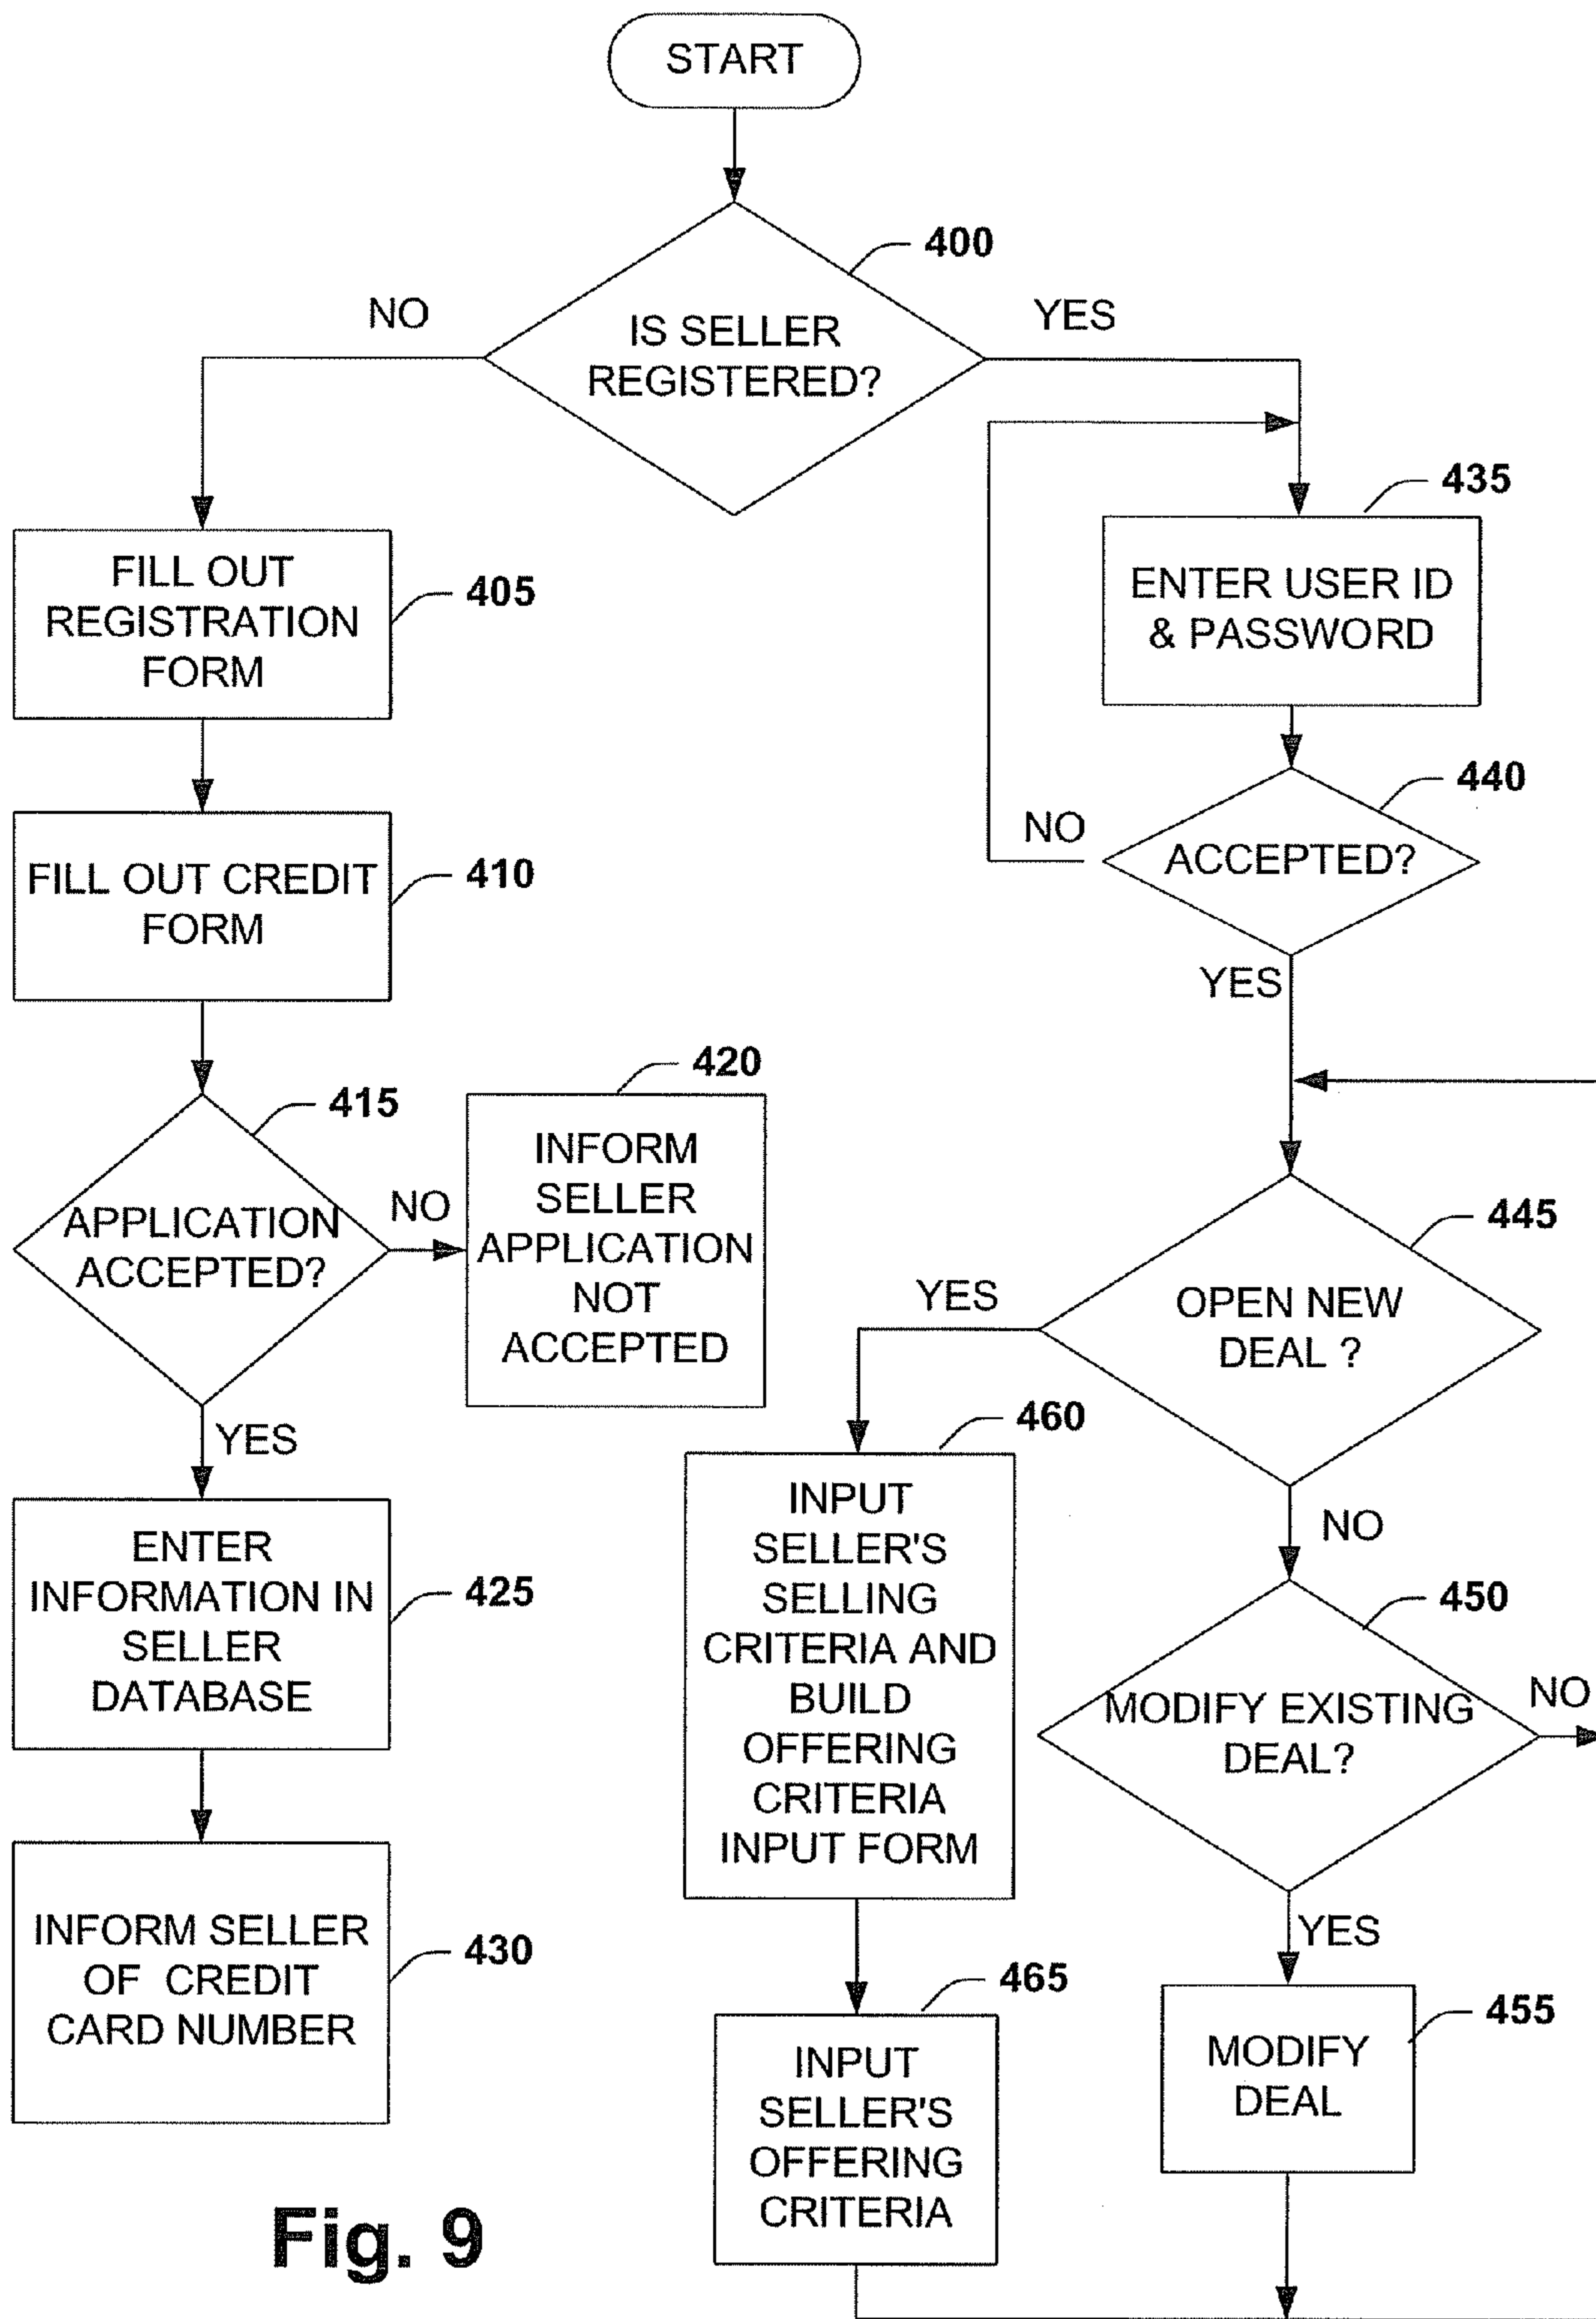 START
400
NO
IS SELLER
REGISTERED?
YES
FILL OUT
REGISTRATION
FORM
405
FILL OUT CREDIT
FORM
410
APPLICATION
ACCEPTED?
415
NO
420
INFORM
SELLER
APPLICATION
NOT
ACCEPTED
YES
ENTER
INFORMATION IN
SELLER
DATABASE
425
INFORM SELLER
OF CREDIT
CARD NUMBER
430
435
ENTER USER ID
& PASSWORD
440
NO
ACCEPTED?
YES
445
OPEN NEW
DEAL ?
YES
460
INPUT
SELLER'S
SELLING
CRITERIA AND
BUILD
OFFERING
CRITERIA
INPUT FORM
465
INPUT
SELLER'S
OFFERING
CRITERIA
NO
450
MODIFY EXISTING
DEAL?
NO
YES
455
MODIFY
DEAL
Fig. 9